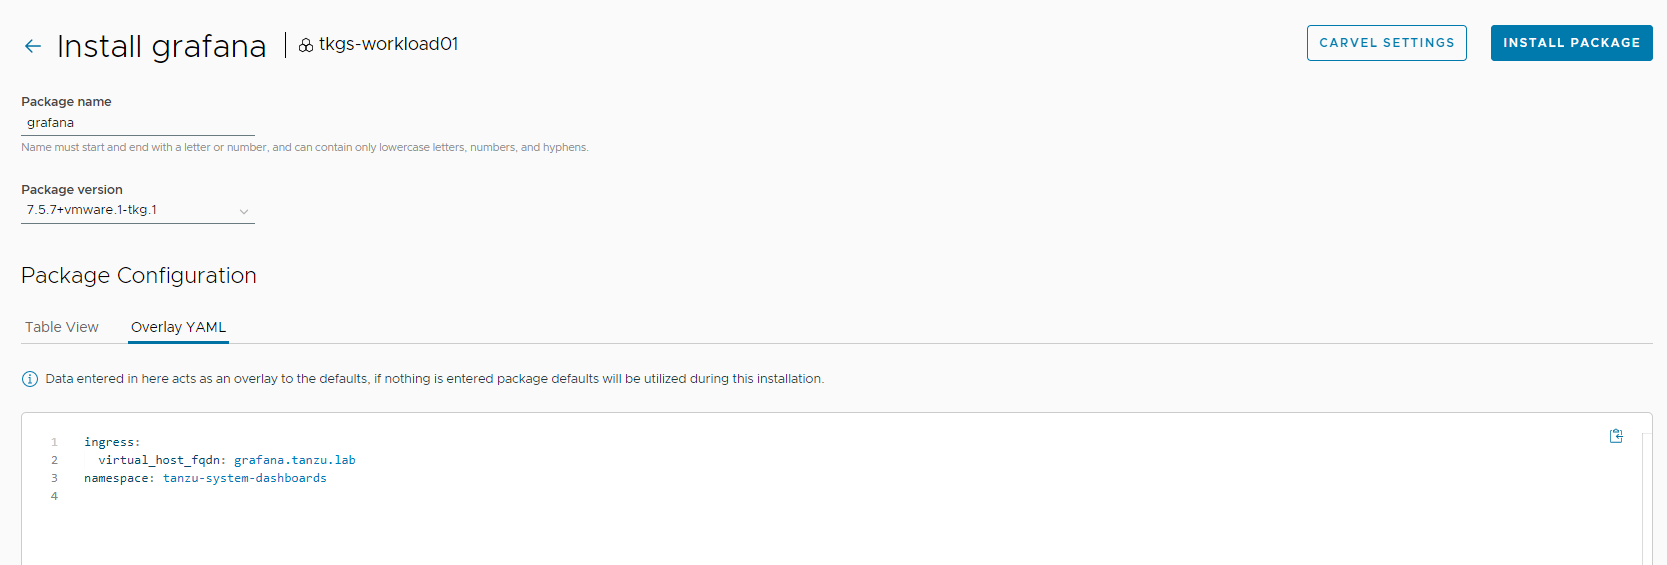 Install grafana
tkgs-workload01
CARVEL SETTINGS
INSTALL PACKAGE
Package name
grafana
Name must start and end with a letter or number, and can contain only lowercase letters, numbers, and hyphens.
Package version
7.5.7+vmware.1-tkg.1
Package Configuration
Table View
Overlay YAML
Data entered in here acts as an overlay to the defaults, if nothing is entered package defaults will be utilized during this installation.
1 ingress:
2   virtual_host_fqdn: grafana.tanzu.lab
3 namespace: tanzu-system-dashboards
4